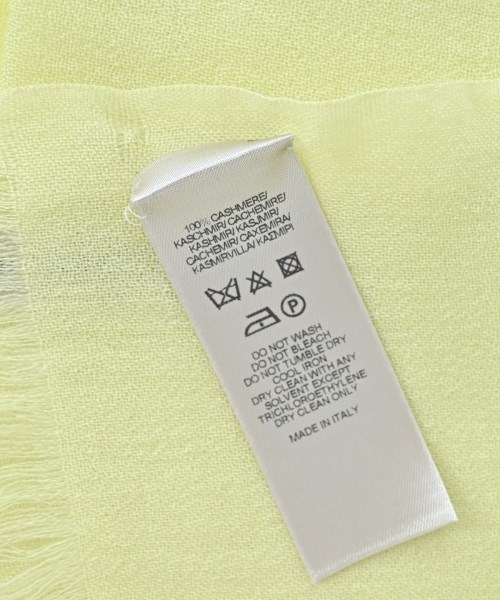 100% CASHMERE/
KASCHMIR/ CACHEMIRE/
KASHMIR/ KASJMIR/
CACHEMIR/ CAXEMIRA/
KASMIRVILLA/ ΚΑΣΜΙΡΙ
P
DO NOT WASH
DO NOT BLEACH
DO NOT TUMBLE DRY
COOL IRON
DRY CLEAN WITH ANY
SOLVENT EXCEPT
TRICHLOROETHYLENE
DRY CLEAN ONLY
MADE IN ITALY